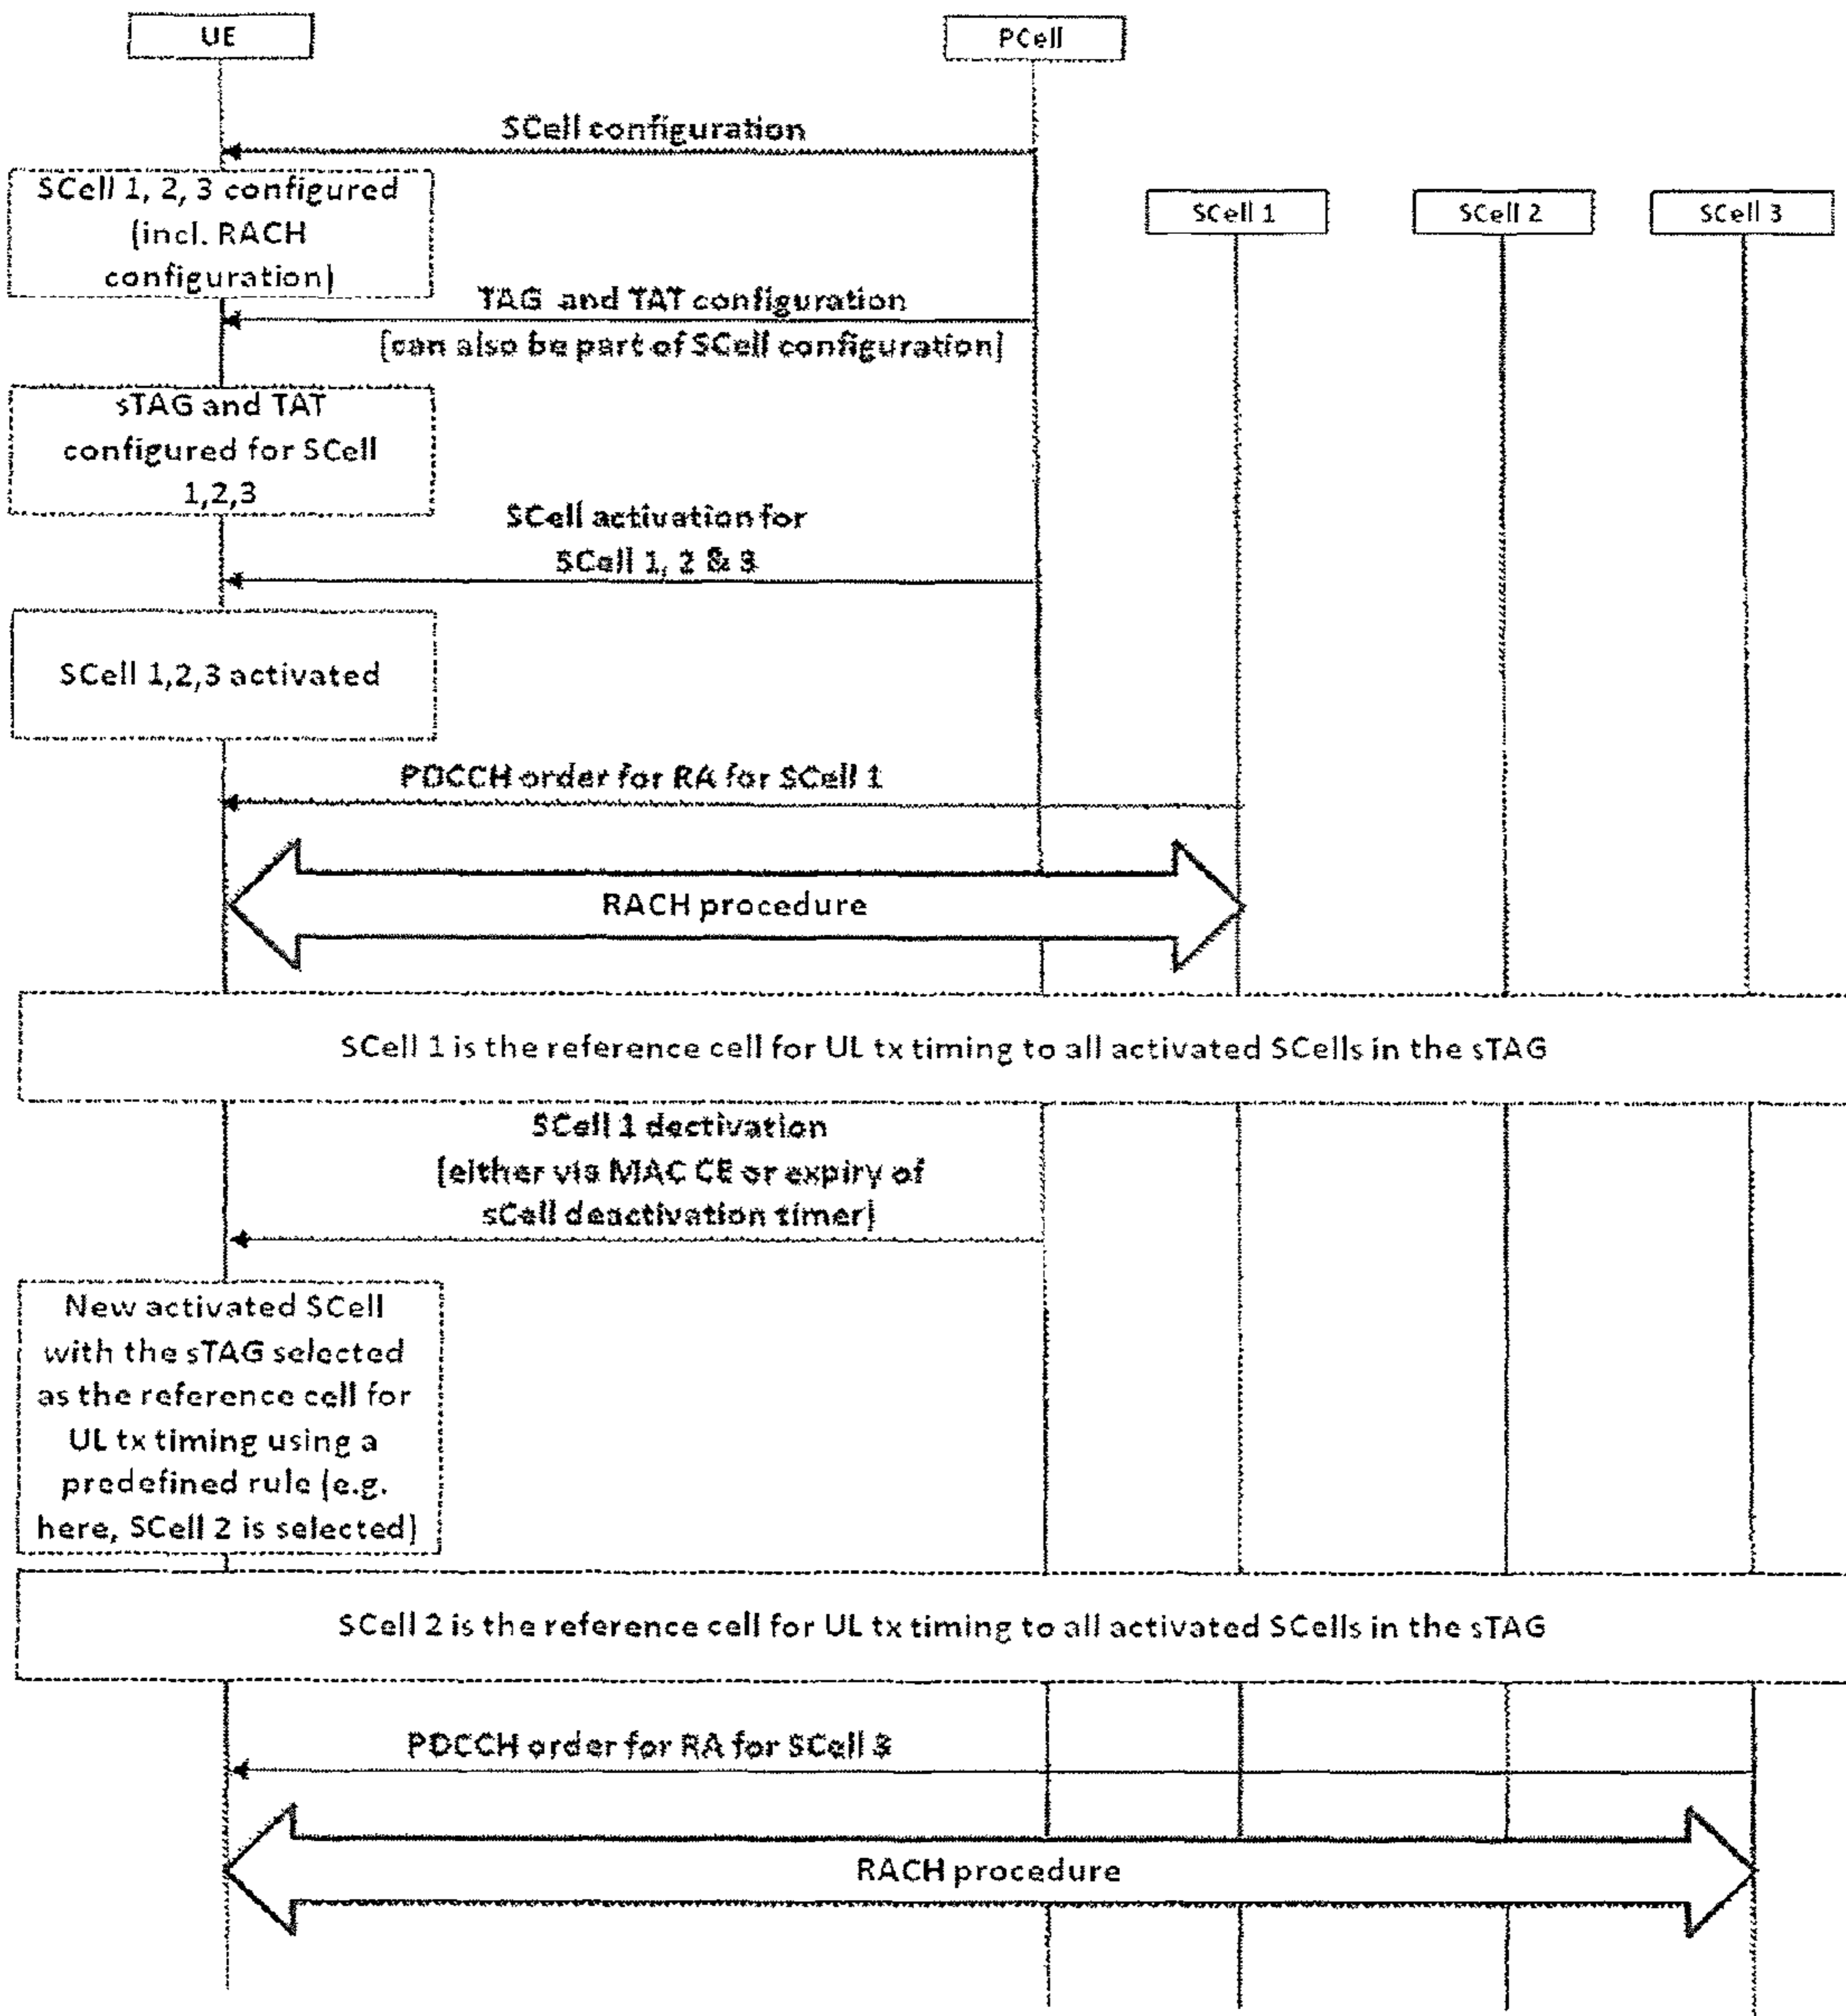 UE
PCell
SCell configuration
SCell 1, 2, 3 configured
(incl. RACH
configuration)
SCell 1
SCell 2
SCell 3
TAG and TAT configuration
(can also be part of SCell configuration)
sTAG and TAT
configured for SCell
1,2,3
SCell activation for
SCell 1, 2 & 3
SCell 1,2,3 activated
PDCCH order for RA for SCell 1
RACH procedure
SCell 1 is the reference cell for UL tx timing to all activated SCells in the sTAG
SCell 1 dectivation
(either via MAC CE or expiry of
sCell deactivation timer)
New activated SCell
with the sTAG selected
as the reference cell for
UL tx timing using a
predefined rule (e.g.
here, SCell 2 is selected)
SCell 2 is the reference cell for UL tx timing to all activated SCells in the sTAG
PDCCH order for RA for SCell 3
RACH procedure